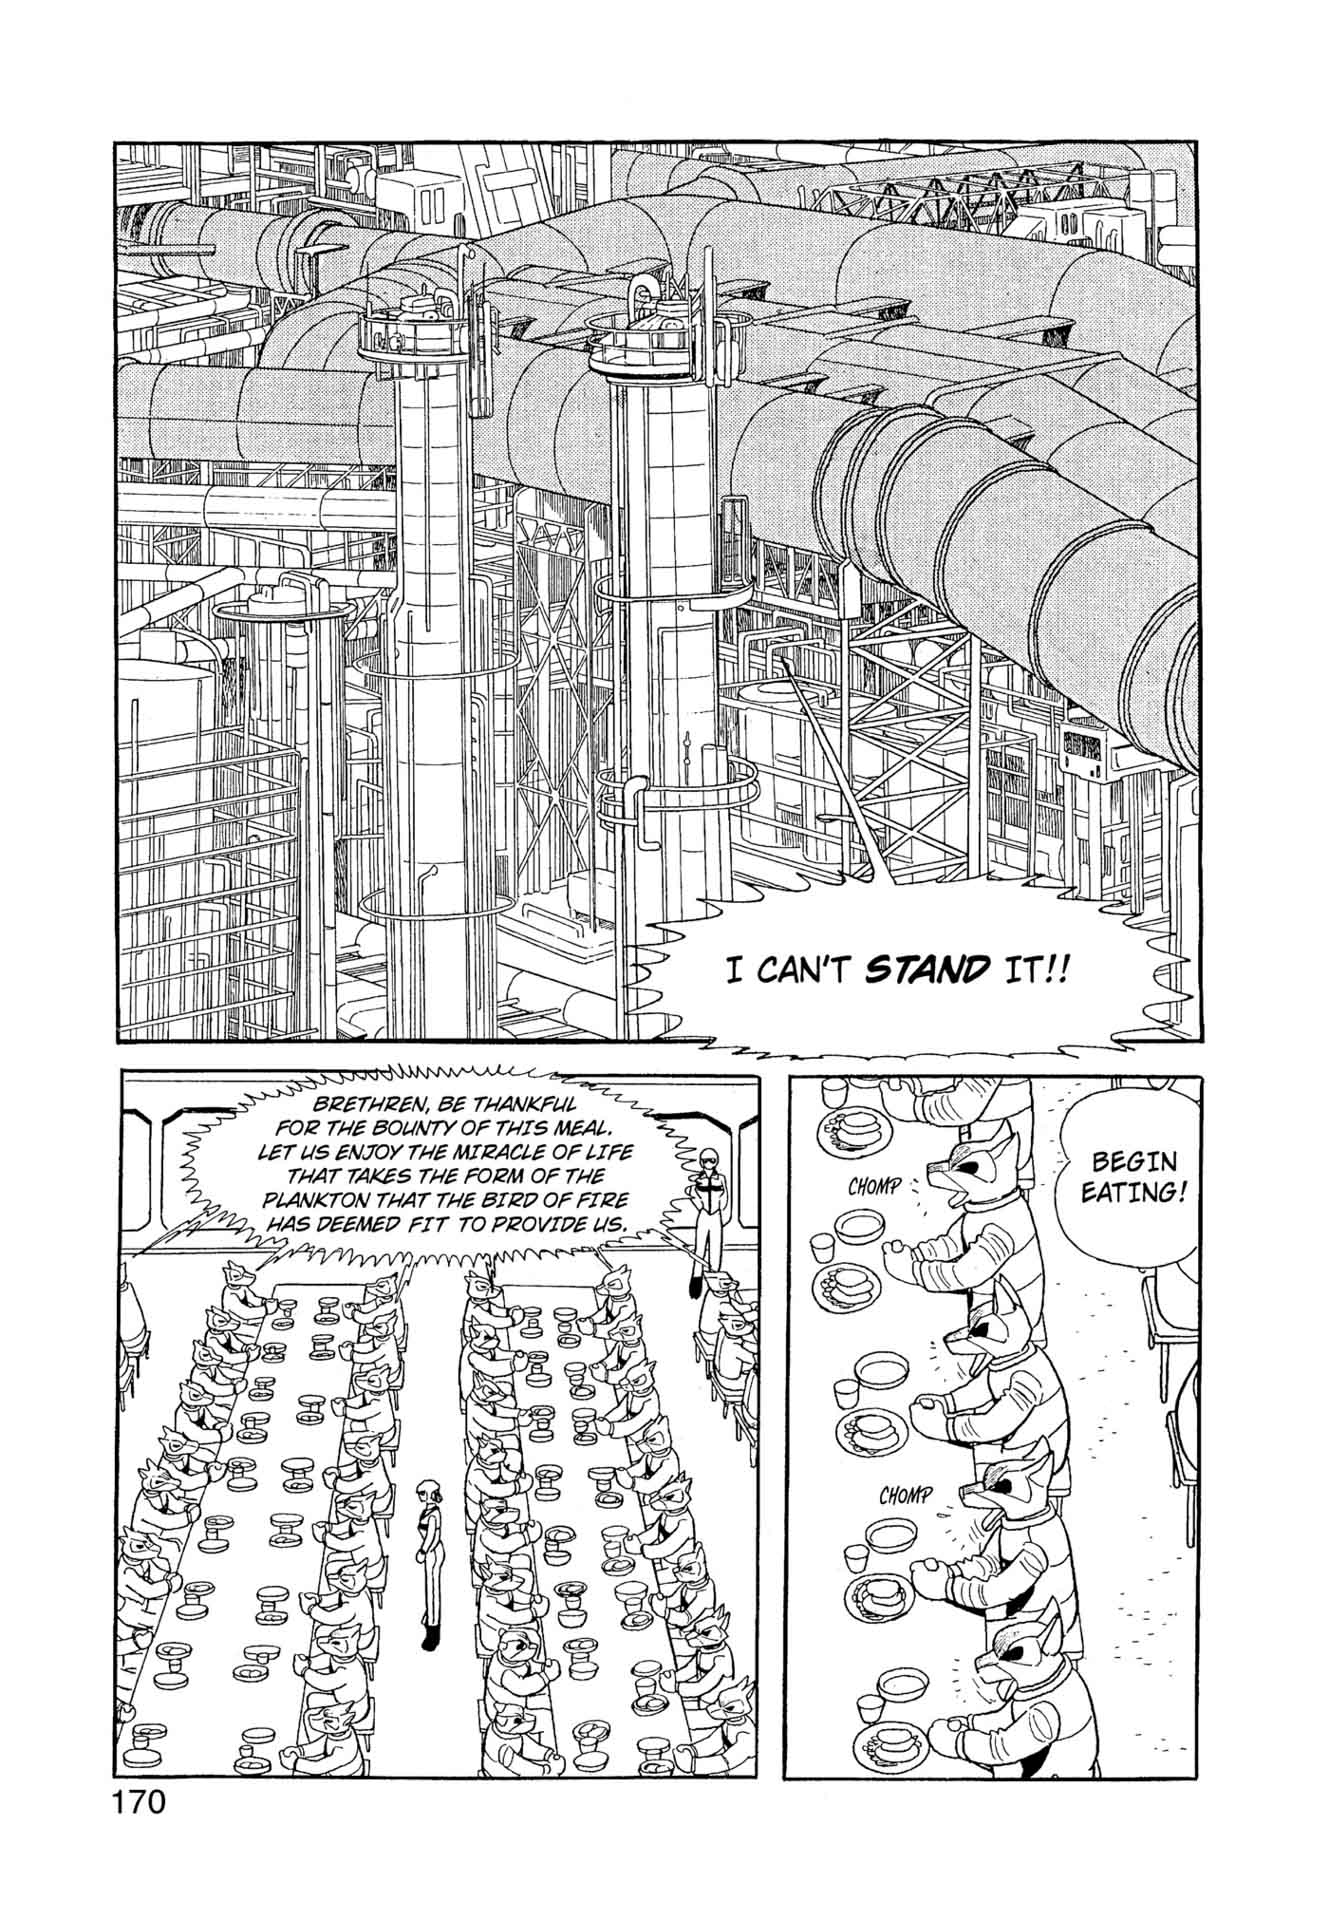 I CAN'T STAND IT!!
BRETHREN, BE THANKFUL
FOR THE BOUNTY OF THIS MEAL.
LET US ENJOY THE MIRACLE OF LIFE
THAT TAKES THE FORM OF THE
PLANKTON THAT THE BIRD OF FIRE
HAS DEEMED FIT TO PROVIDE US.
BEGIN
EATING!
CHOMP
CHOMP
170